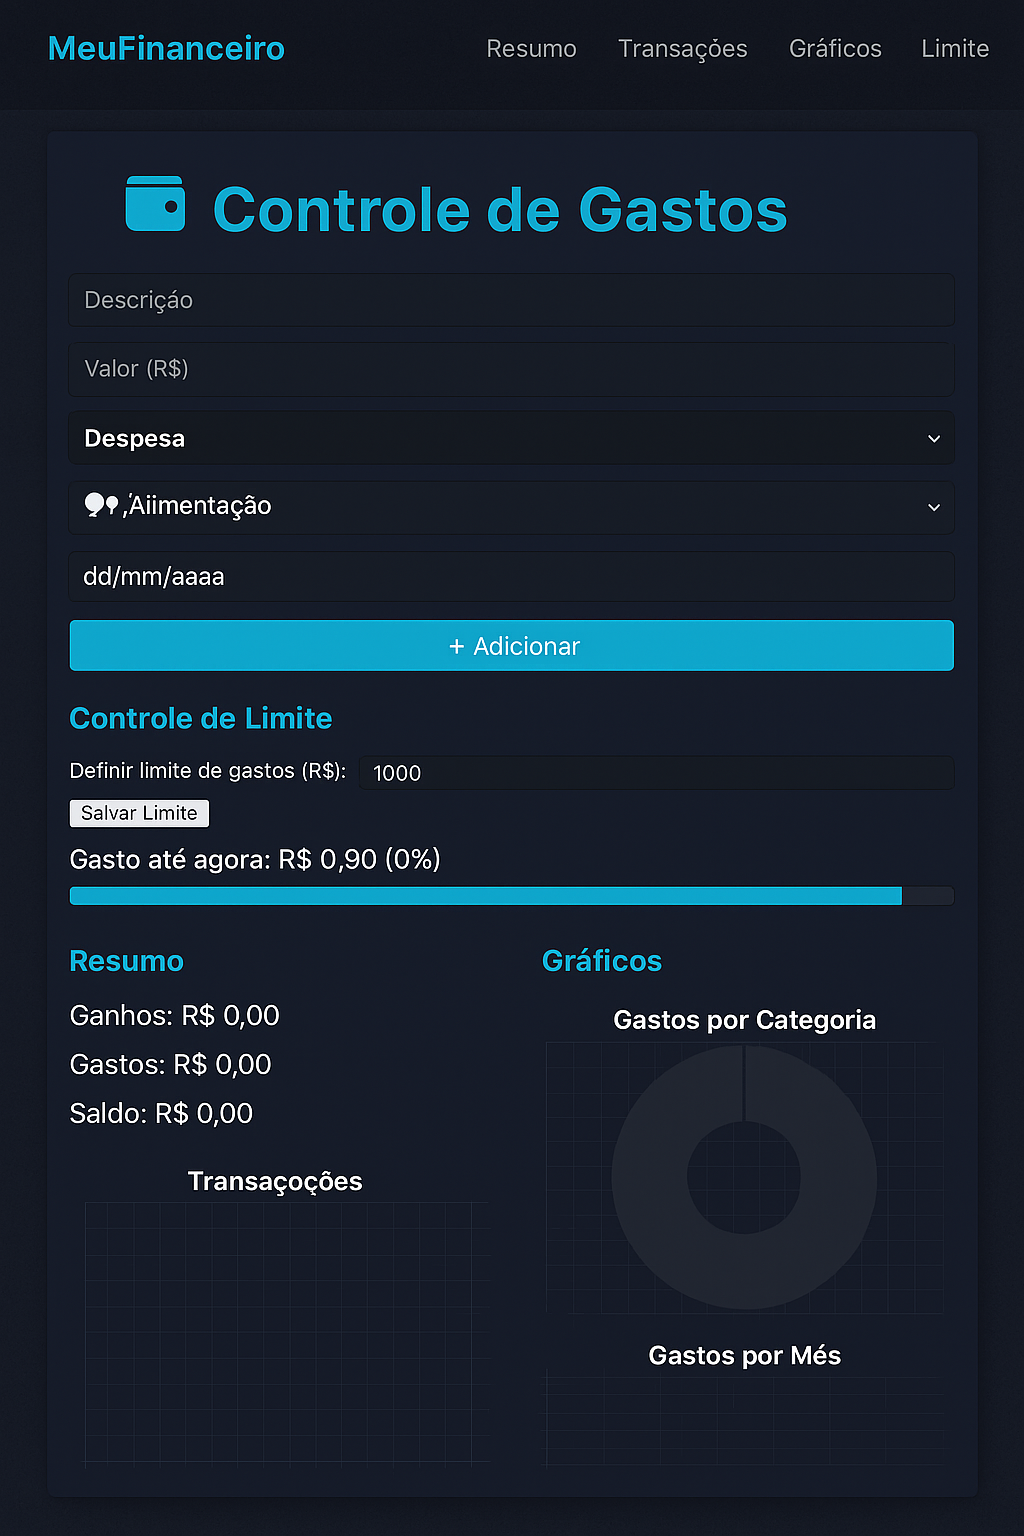 MeuFinanceiro
Resumo Transações Gráficos Limite
Controle de Gastos
Descriçáo
Valor (R$)
Despesa
,Aiimentação
dd/mm/aaaa
+ Adicionar
Controle de Limite
Definir limite de gastos (R$): 1000
Salvar Limite
Gasto até agora: R$ 0,90 (0%)
Resumo
Ganhos: R$ 0,00
Gastos: R$ 0,00
Saldo: R$ 0,00
Transaçoções
Gráficos
Gastos por Categoria
Gastos por Més